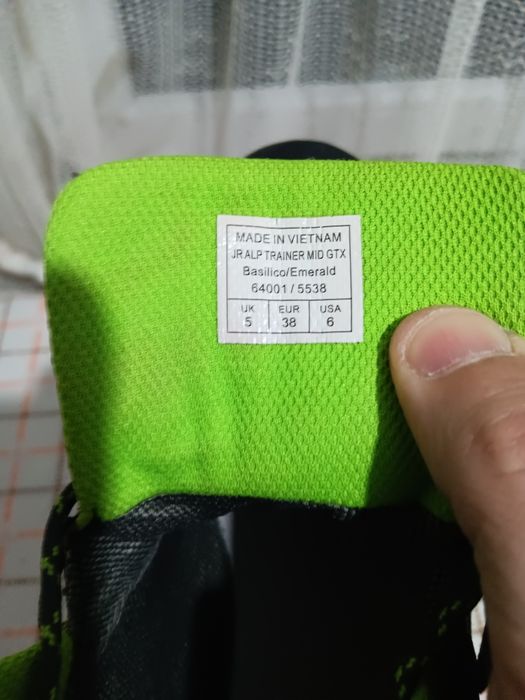 MADE IN VIETNAM
JR ALP TRAINER MID GTX
Basilico/Emerald
64001 / 5538
UK EUR USA
5 38 6